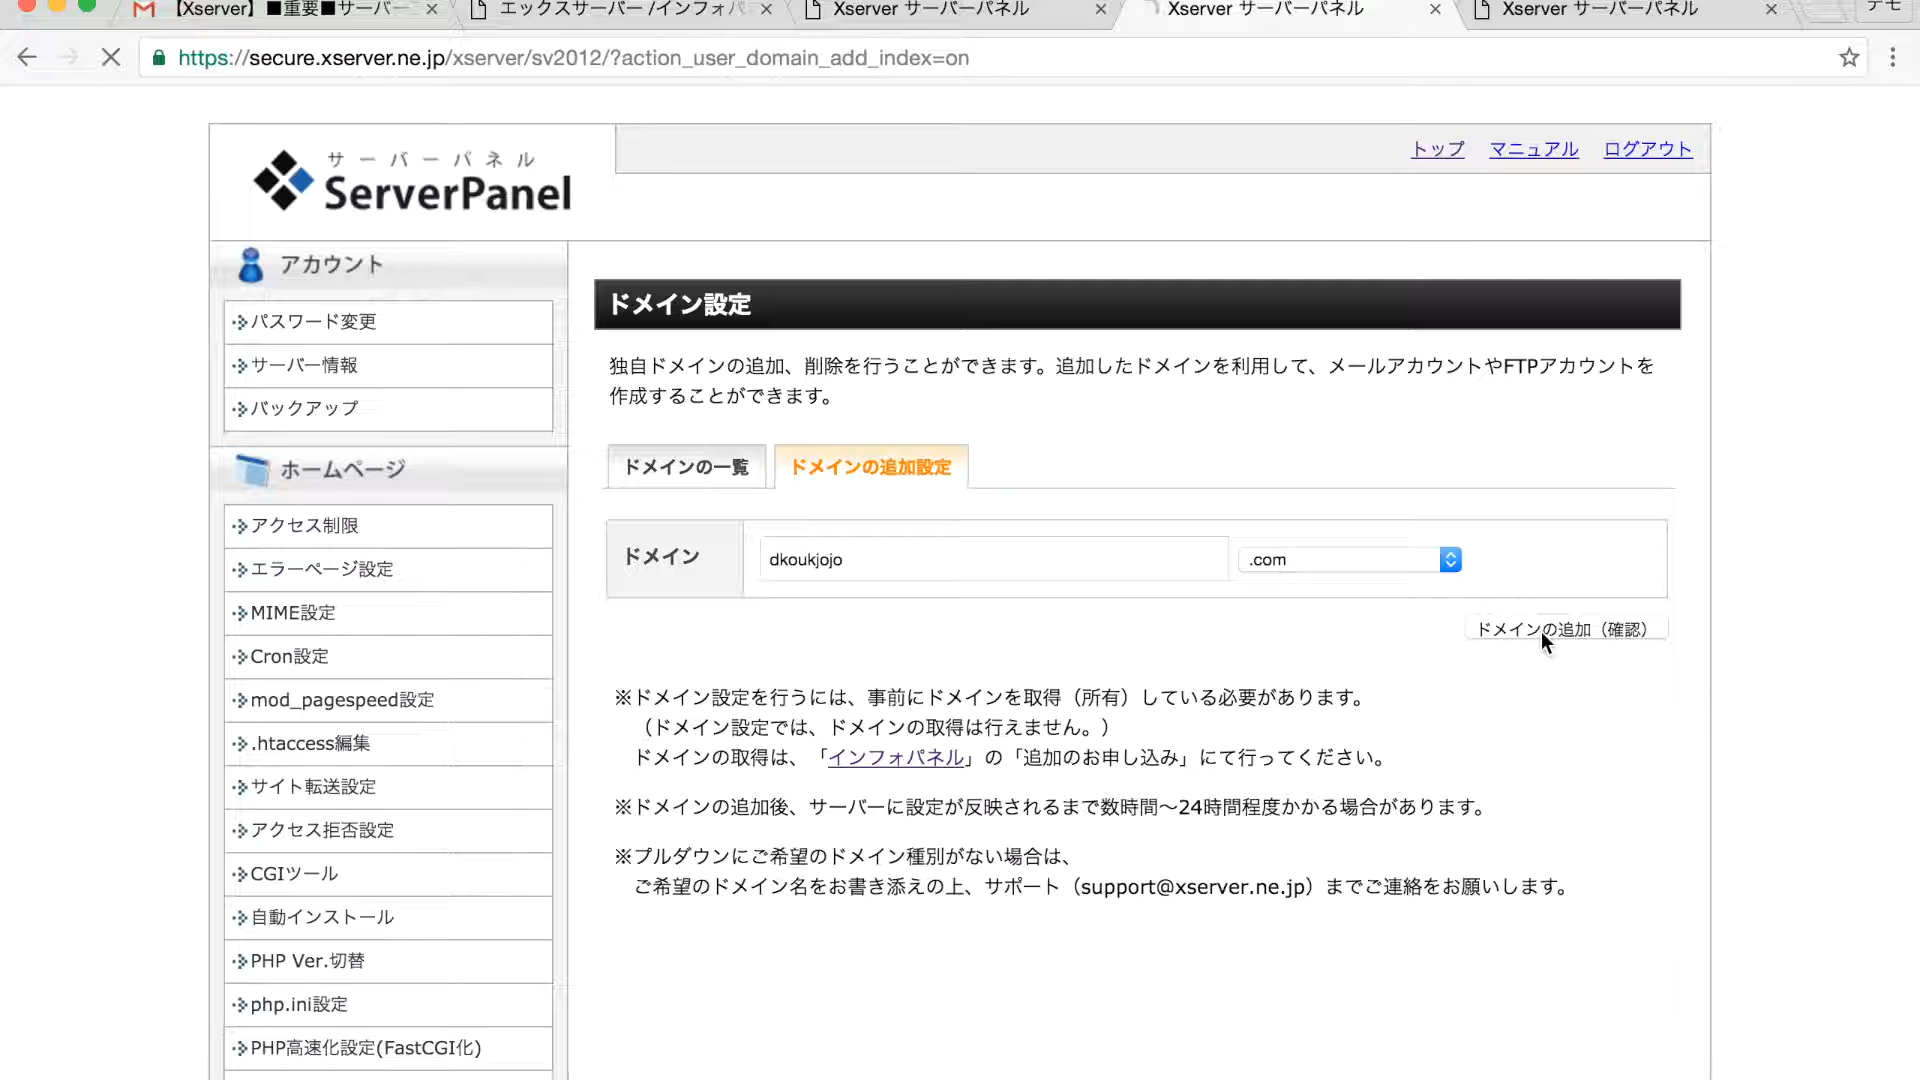 【Xserver】■重要■サーバー
エックスサーバー /インフォパ
Xserver サーバーパネル
Xserver サーバーパネル
Xserver サーバーパネル
デモ
https://secure.xserver.ne.jp/xserver/sv2012/?action_user_domain_add_index=on
サーバーパネル
ServerPanel
トップ マニュアル ログアウト
アカウント
パスワード変更
サーバー情報
バックアップ
ホームページ
アクセス制限
エラーページ設定
MIME設定
Cron設定
mod_pagespeed設定
.htaccess編集
サイト転送設定
アクセス拒否設定
CGIツール
自動インストール
PHP Ver.切替
php.ini設定
PHP高速化設定(FastCGI化)
ドメイン設定
独自ドメインの追加、削除を行うことができます。追加したドメインを利用して、メールアカウントやFTPアカウントを
作成することができます。
ドメインの一覧
ドメインの追加設定
ドメイン
dkoukjojo
.com
ドメインの追加（確認）
※ドメイン設定を行うには、事前にドメインを取得（所有）している必要があります。
（ドメイン設定では、ドメインの取得は行えません。）
ドメインの取得は、「インフォパネル」の「追加のお申し込み」にて行ってください。
※ドメインの追加後、サーバーに設定が反映されるまで数時間〜24時間程度かかる場合があります。
※プルダウンにご希望のドメイン種別がない場合は、
ご希望のドメイン名をお書き添えの上、サポート（support@xserver.ne.jp）までご連絡をお願いします。